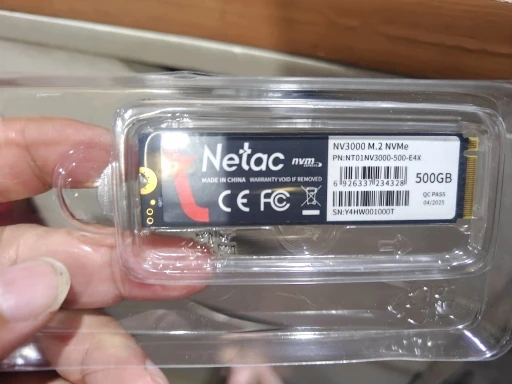 Netac nvm
MADE IN CHINA WARRANTY VOID IF REMOVED
CE FC
NV3000 M.2 NVMe
PN:NT01NV3000-500-E4X
6 926337 234328
500GB
QC PASS
04/2025
SN:Y4HW001000T